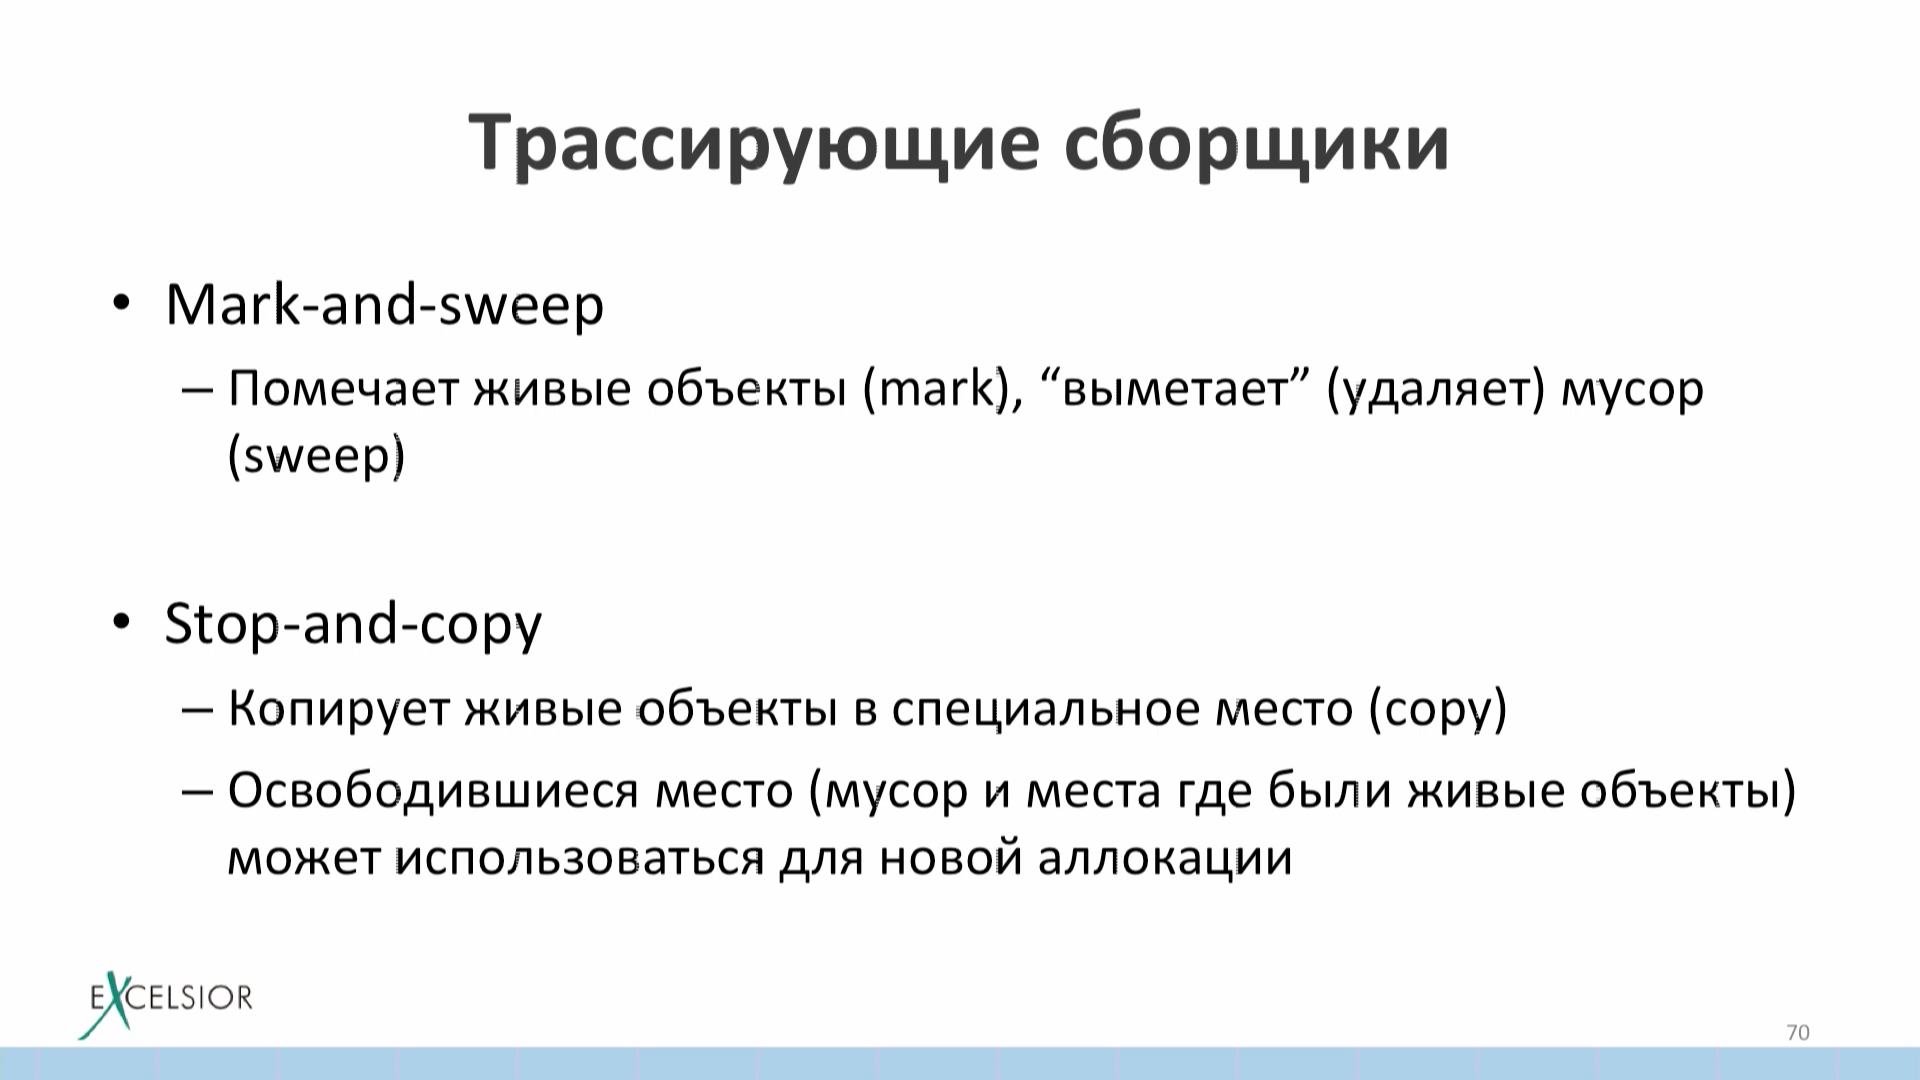 Трассирующие сборщики
• Mark-and-sweep
– Помечает живые объекты (mark), “выметает” (удаляет) мусор
(sweep)
• Stop-and-copy
– Копирует живые объекты в специальное место (copy)
– Освободившиеся место (мусор и места где были живые объекты)
может использоваться для новой аллокации
EXCELSIOR
70